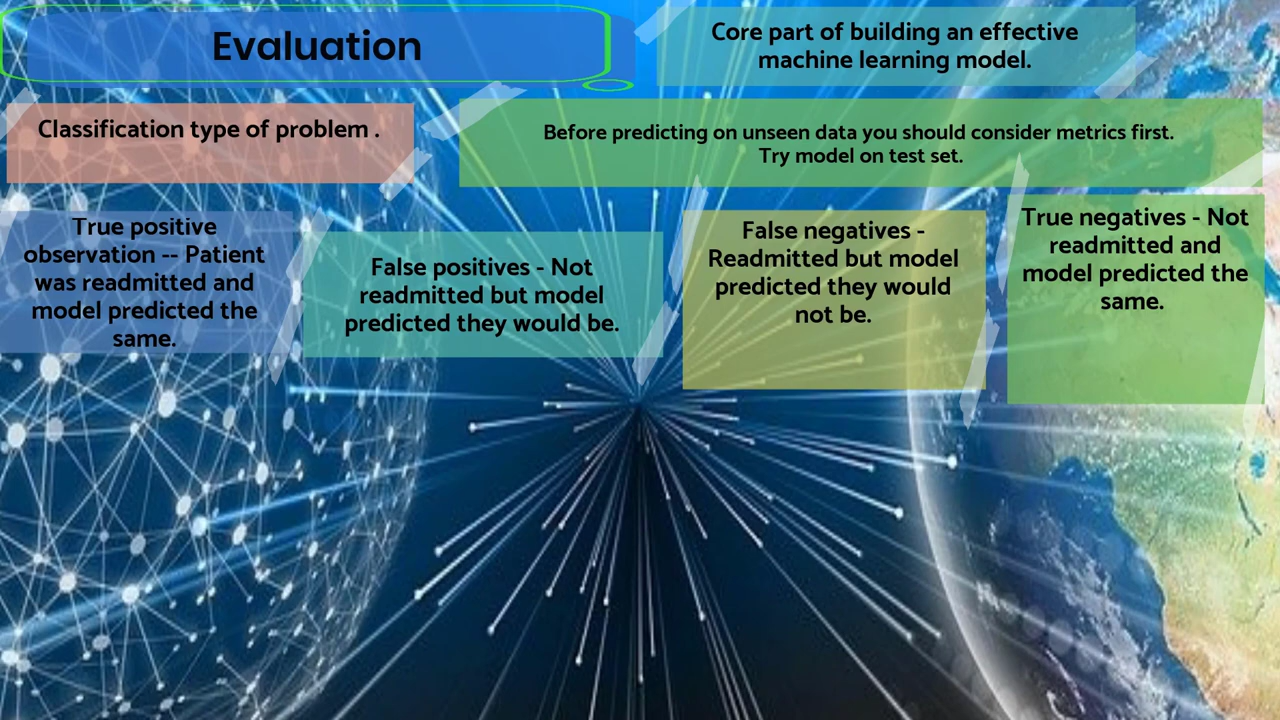 Evaluation
Core part of building an effective
machine learning model.
Classification type of problem .
Before predicting on unseen data you should consider metrics first.
Try model on test set.
True positive
observation -- Patient
was readmitted and
model predicted the
same.
False positives - Not
readmitted but model
predicted they would be.
False negatives -
Readmitted but model
predicted they would
not be.
True negatives - Not
readmitted and
model predicted the
same.